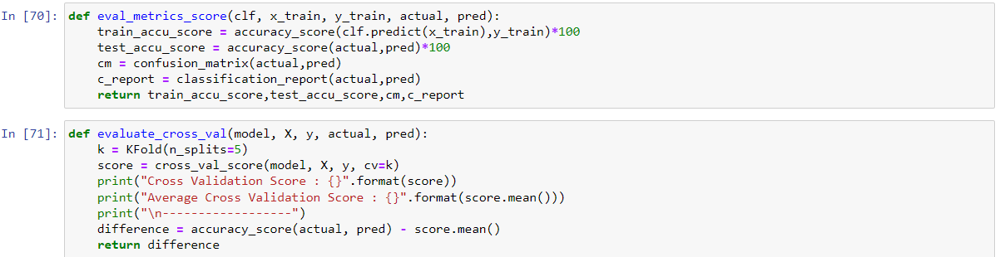 In [70]: def eval_metrics_score(clf, x_train, y_train, actual, pred):
    train_accu_score = accuracy_score(clf.predict(x_train),y_train)*100
    test_accu_score = accuracy_score(actual,pred)*100
    cm = confusion_matrix(actual,pred)
    c_report = classification_report(actual,pred)
    return train_accu_score,test_accu_score,cm,c_report
In [71]: def evaluate_cross_val(model, X, y, actual, pred):
    k = KFold(n_splits=5)
    score = cross_val_score(model, X, y, cv=k)
    print("Cross Validation Score : {}".format(score))
    print("Average Cross Validation Score : {}".format(score.mean()))
    print("\n------------------")
    difference = accuracy_score(actual, pred) - score.mean()
    return difference